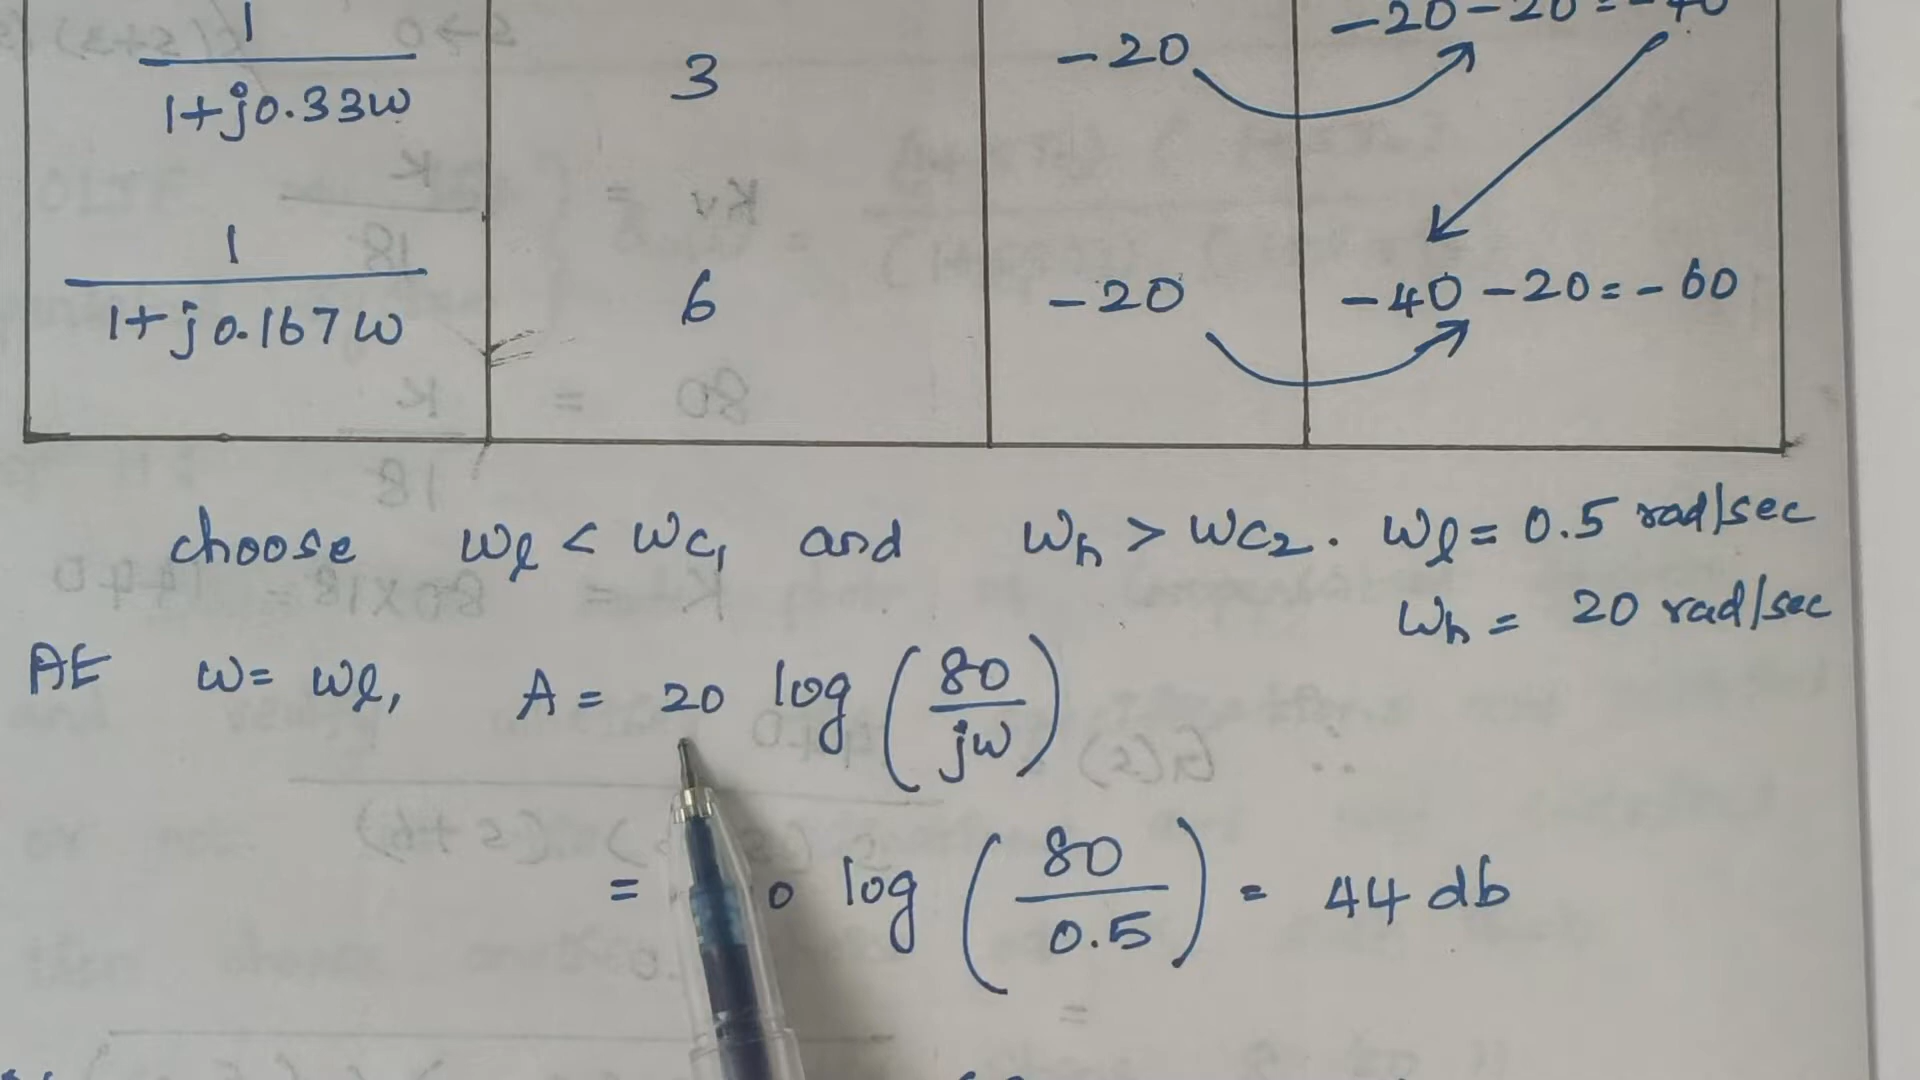 1/(1+j0.33ω) 3 -20 -20-20=-40
1/(1+j0.167ω) 6 -20 -40-20=-60
choose ωl < ωc1 and ωh > ωc2. ωl = 0.5 rad/sec
ωh = 20 rad/sec
At ω = ωl, A = 20 log (80/jω)
= 0 log (80/0.5) = 44 db